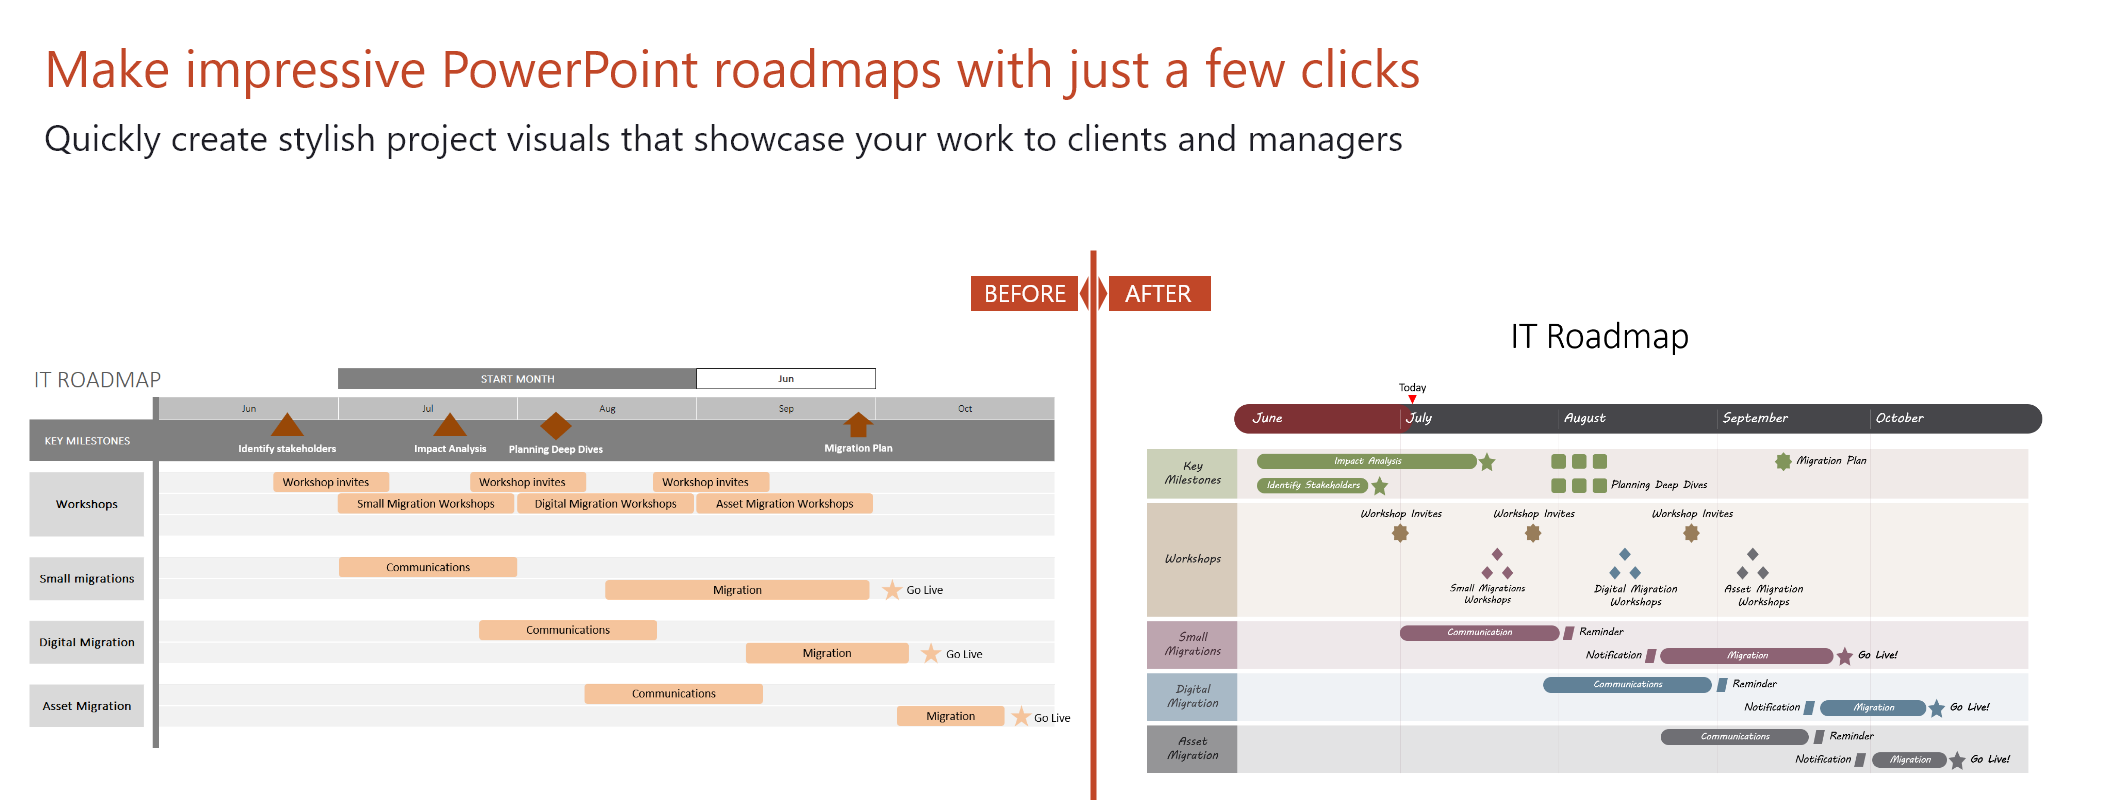 Make impressive PowerPoint roadmaps with just a few clicks
Quickly create stylish project visuals that showcase your work to clients and managers
BEFORE
AFTER
IT ROADMAP
START MONTH
Jun
Jun
Jul
Aug
Sep
Oct
KEY MILESTONES
Identify stakeholders
Impact Analysis
Planning Deep Dives
Migration Plan
Workshops
Workshop invites
Workshop invites
Workshop invites
Small Migration Workshops
Digital Migration Workshops
Asset Migration Workshops
Small migrations
Communications
Migration
Go Live
Digital Migration
Communications
Migration
Go Live
Asset Migration
Communications
Migration
Go Live
IT Roadmap
Today
June
July
August
September
October
Key
Milestones
Impact Analysis
Migration Plan
Identify Stakeholders
Planning Deep Dives
Workshops
Workshop Invites
Workshop Invites
Workshop Invites
Small Migrations
Workshops
Digital Migration
Workshops
Asset Migration
Workshops
Small
Migrations
Communication
Reminder
Notification
Migration
Go Live!
Digital
Migration
Communications
Reminder
Notification
Migration
Go Live!
Asset
Migration
Communications
Reminder
Notification
Migration
Go Live!